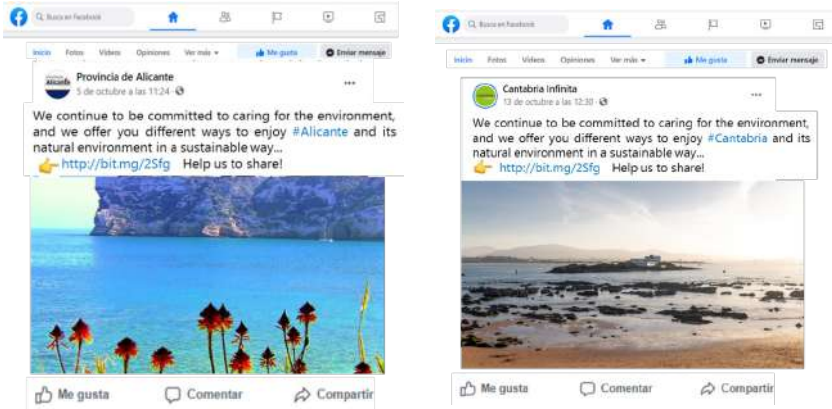 Busca en Facebook
Inicio Fotos Vídeos Opiniones Ver más Me gusta Enviar mensaje
Provincia de Alicante
5 de octubre a las 11:24
We continue to be committed to caring for the environment,
and we offer you different ways to enjoy #Alicante and its
natural environment in a sustainable way...
http://bit.mg/2Sfg Help us to share!
Me gusta Comentar Compartir
Busca en Facebook
Inicio Fotos Vídeos Opiniones Ver más Me gusta Enviar mensaje
Cantabria Infinita
13 de octubre a las 12:30
We continue to be committed to caring for the environment,
and we offer you different ways to enjoy #Cantabria and its
natural environment in a sustainable way...
http://bit.mg/2Sfg Help us to share!
Me gusta Comentar Compartir